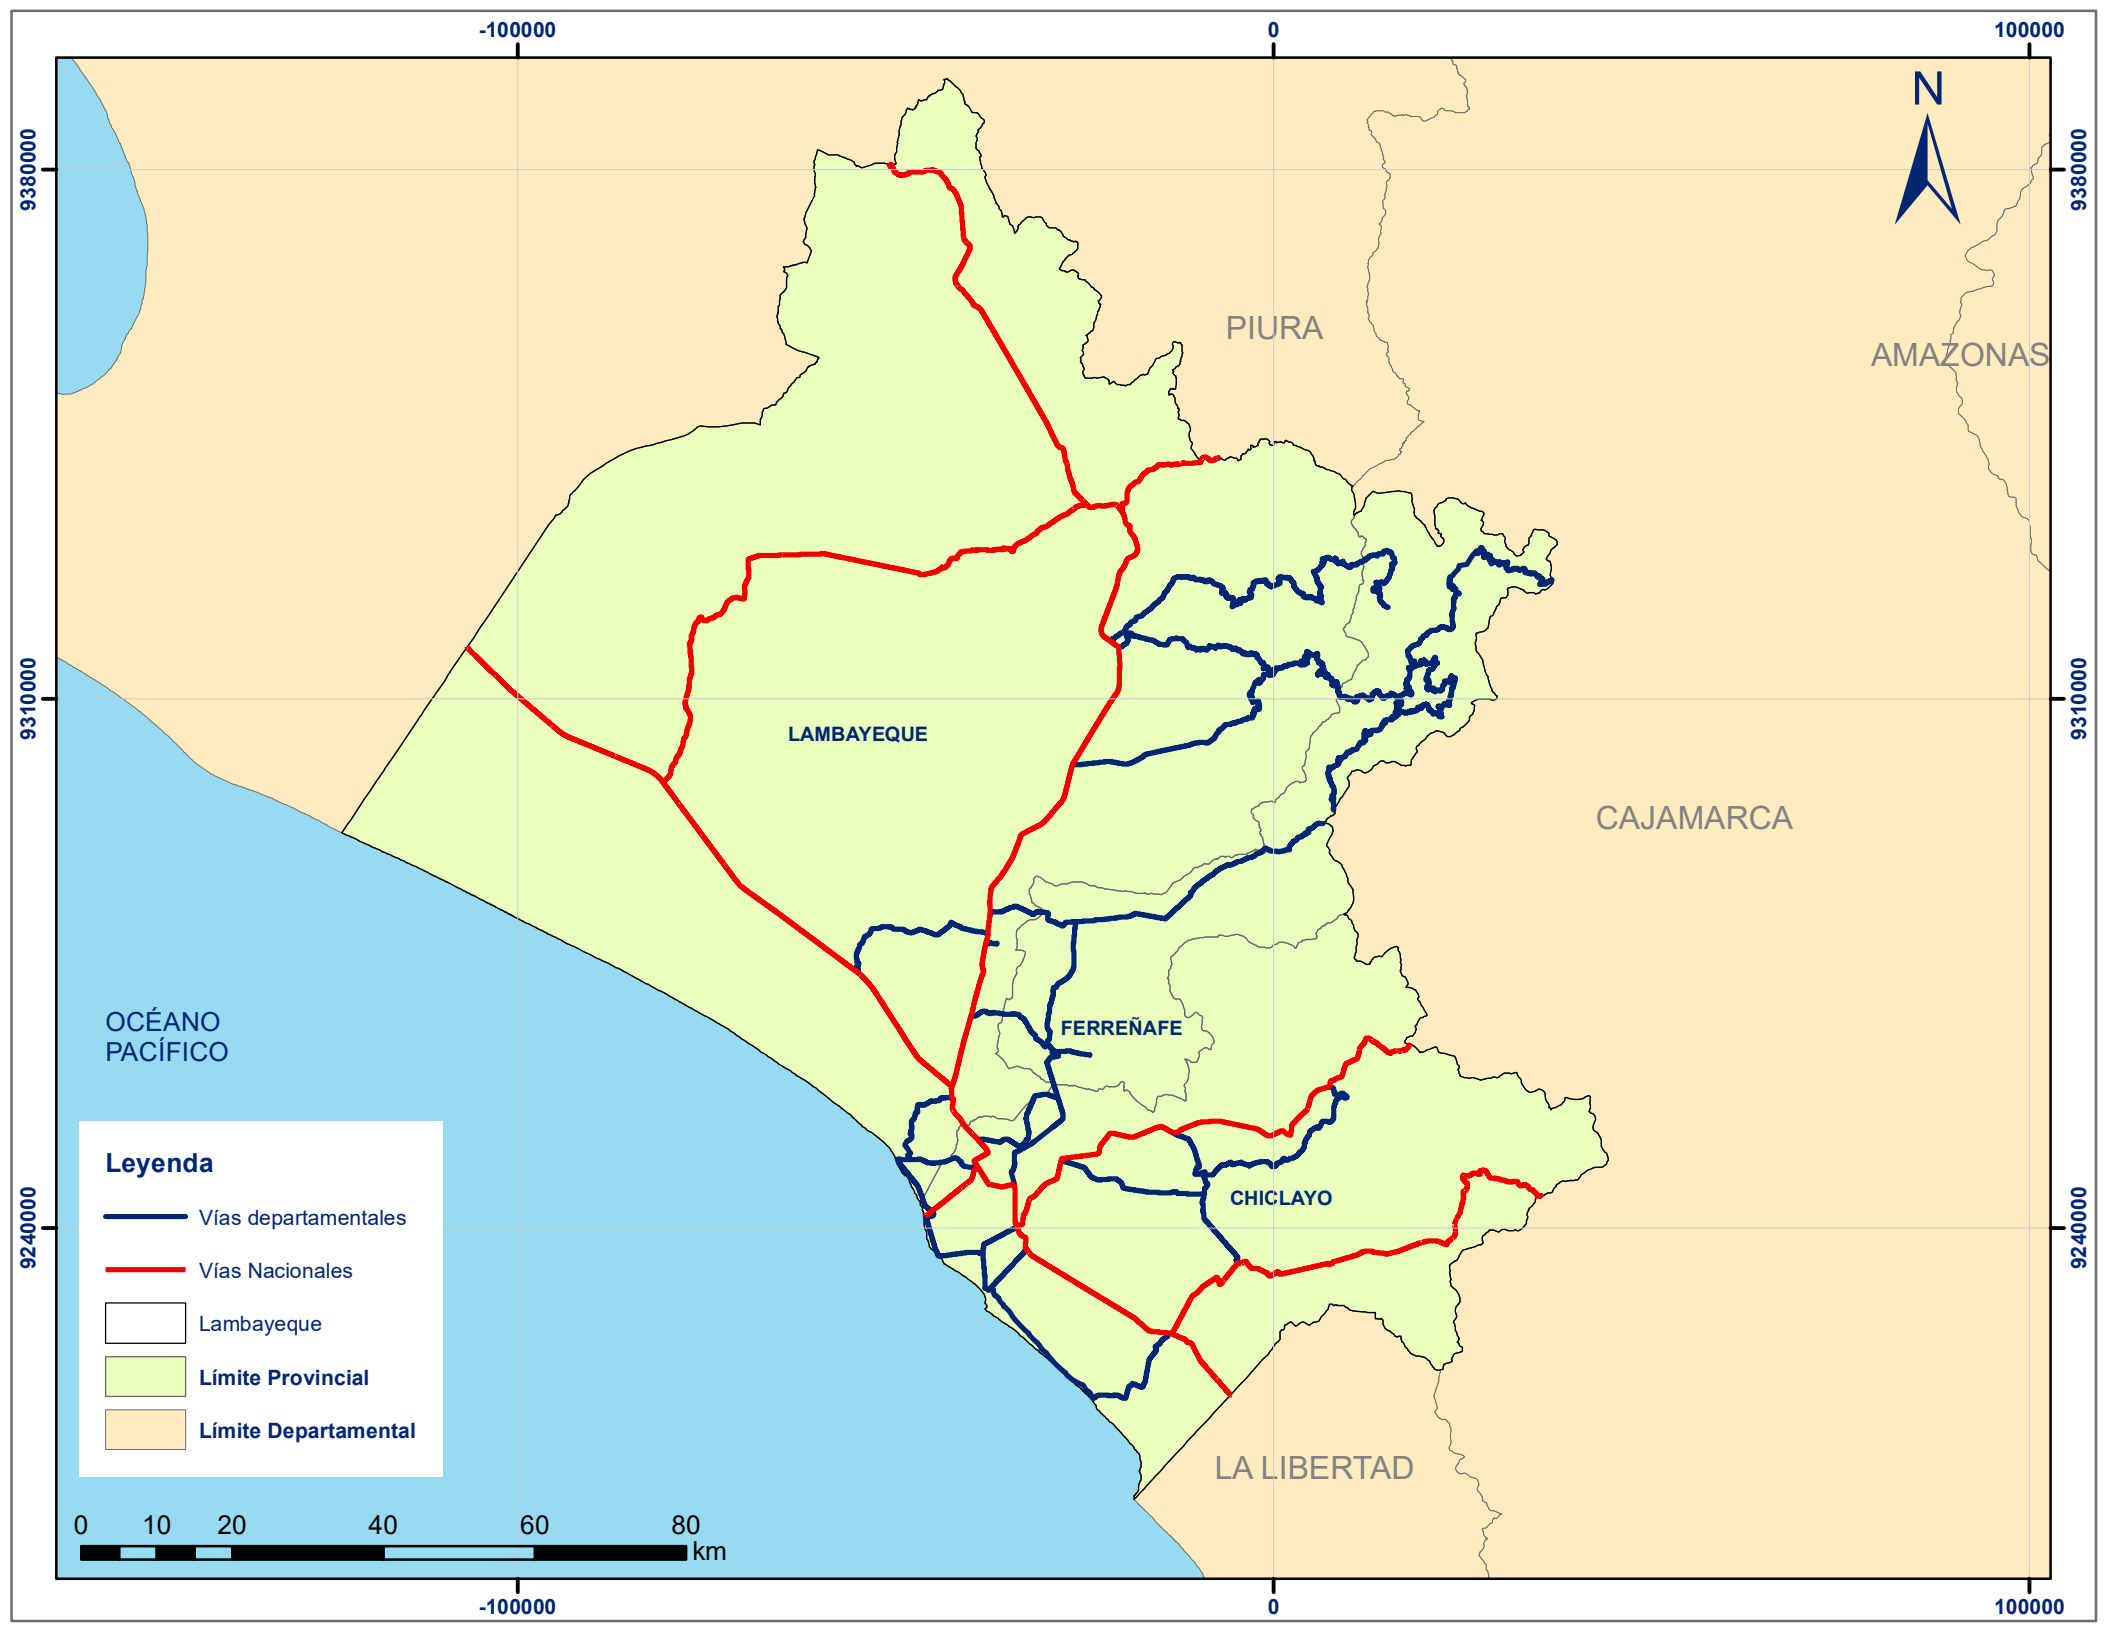 -100000 0 100000
N
9380000 9380000
PIURA
AMAZONAS
9310000 9310000
LAMBAYEQUE
CAJAMARCA
OCÉANO
PACÍFICO
FERREÑAFE
CHICLAYO
9240000 9240000
Leyenda
Vías departamentales
Vías Nacionales
Lambayeque
Límite Provincial
Límite Departamental
LA LIBERTAD
0 10 20 40 60 80
km
-100000 0 100000